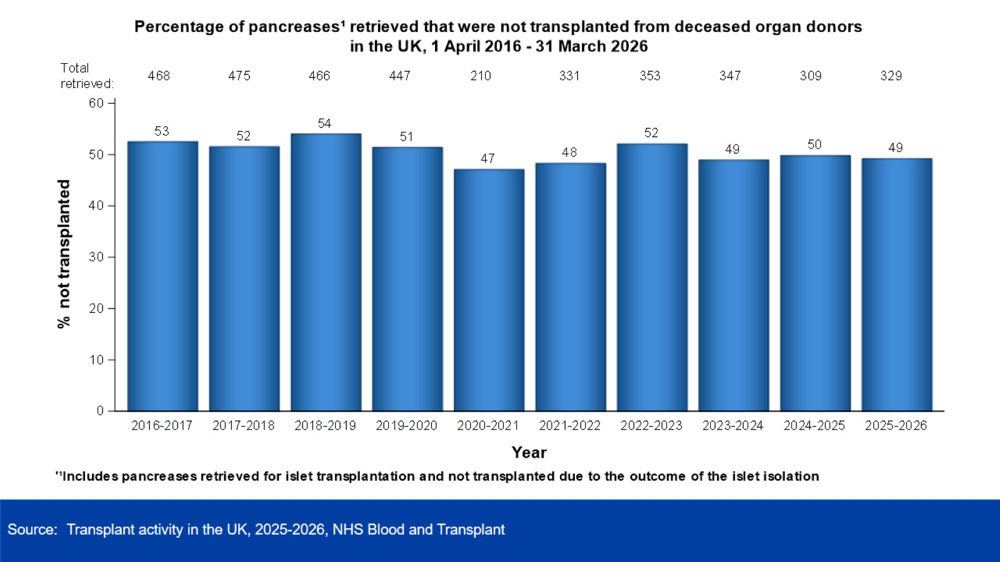 Percentage of pancreases¹ retrieved that were not transplanted from deceased organ donors
in the UK, 1 April 2016 - 31 March 2026
Total
retrieved:
468 475 466 447 210 331 353 347 309 329
60
50
40
30
20
10
0
% not transplanted
53 52 54 51 47 48 52 49 50 49
2016-2017 2017-2018 2018-2019 2019-2020 2020-2021 2021-2022 2022-2023 2023-2024 2024-2025 2025-2026
Year
'¹Includes pancreases retrieved for islet transplantation and not transplanted due to the outcome of the islet isolation
Source: Transplant activity in the UK, 2025-2026, NHS Blood and Transplant